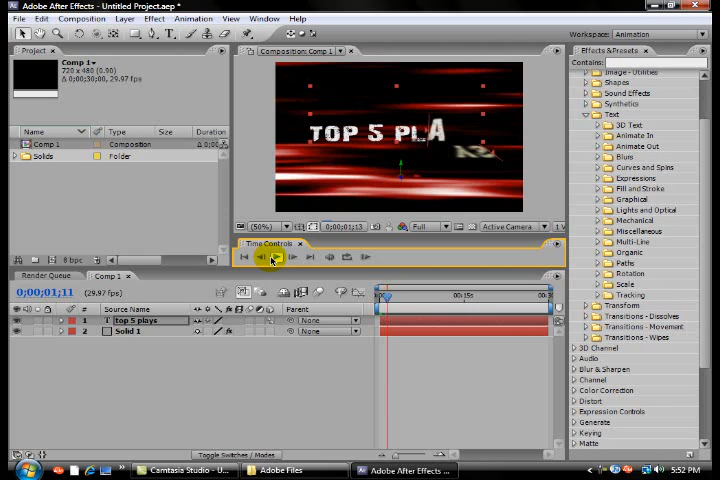 Adobe After Effects - Untitled Project.aep *
File Edit Composition Layer Effect Animation View Window Help
Workspace: Animation
Project ×
Comp 1
720 x 480 (0.90)
Δ 0;00;30;00, 29.97 fps
Name Type Size Duration
Comp 1 Composition
Solids Folder
8 bpc
Composition: Comp 1
TOP 5 PLA
(50%) 0;00;01;13 Full Active Camera 1 V
Time Controls ×
Effects & Presets ×
Contains:
Image - Utilities
Shapes
Sound Effects
Synthetics
Text
3D Text
Animate In
Animate Out
Blurs
Curves and Spins
Expressions
Fill and Stroke
Graphical
Lights and Optical
Mechanical
Miscellaneous
Multi-Line
Organic
Paths
Rotation
Scale
Tracking
Transform
Transitions - Dissolves
Transitions - Movement
Transitions - Wipes
3D Channel
Audio
Blur & Sharpen
Channel
Color Correction
Distort
Expression Controls
Generate
Keying
Matte
Render Queue Comp 1 ×
0;00;01;11 (29.97 fps)
00:15s
# Source Name Parent
1 top 5 plays None
2 Solid 1 None
Toggle Switches / Modes
Camtasia Studio - U... Adobe Files Adobe After Effects ... 5:52 PM